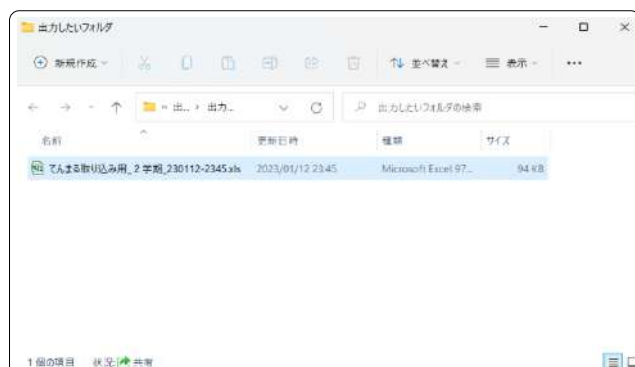 出力したいフォルダ
新規作成
並べ替え
表示
« 出... › 出力...
出力したいフォルダの検索
名前 更新日時 種類 サイズ
てんまる取り込み用_２学期_230112-2345.xls 2023/01/12 23:45 Microsoft Excel 97... 94 KB
1 個の項目 状況: 共有